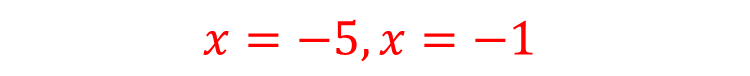 x = −5, x = −1